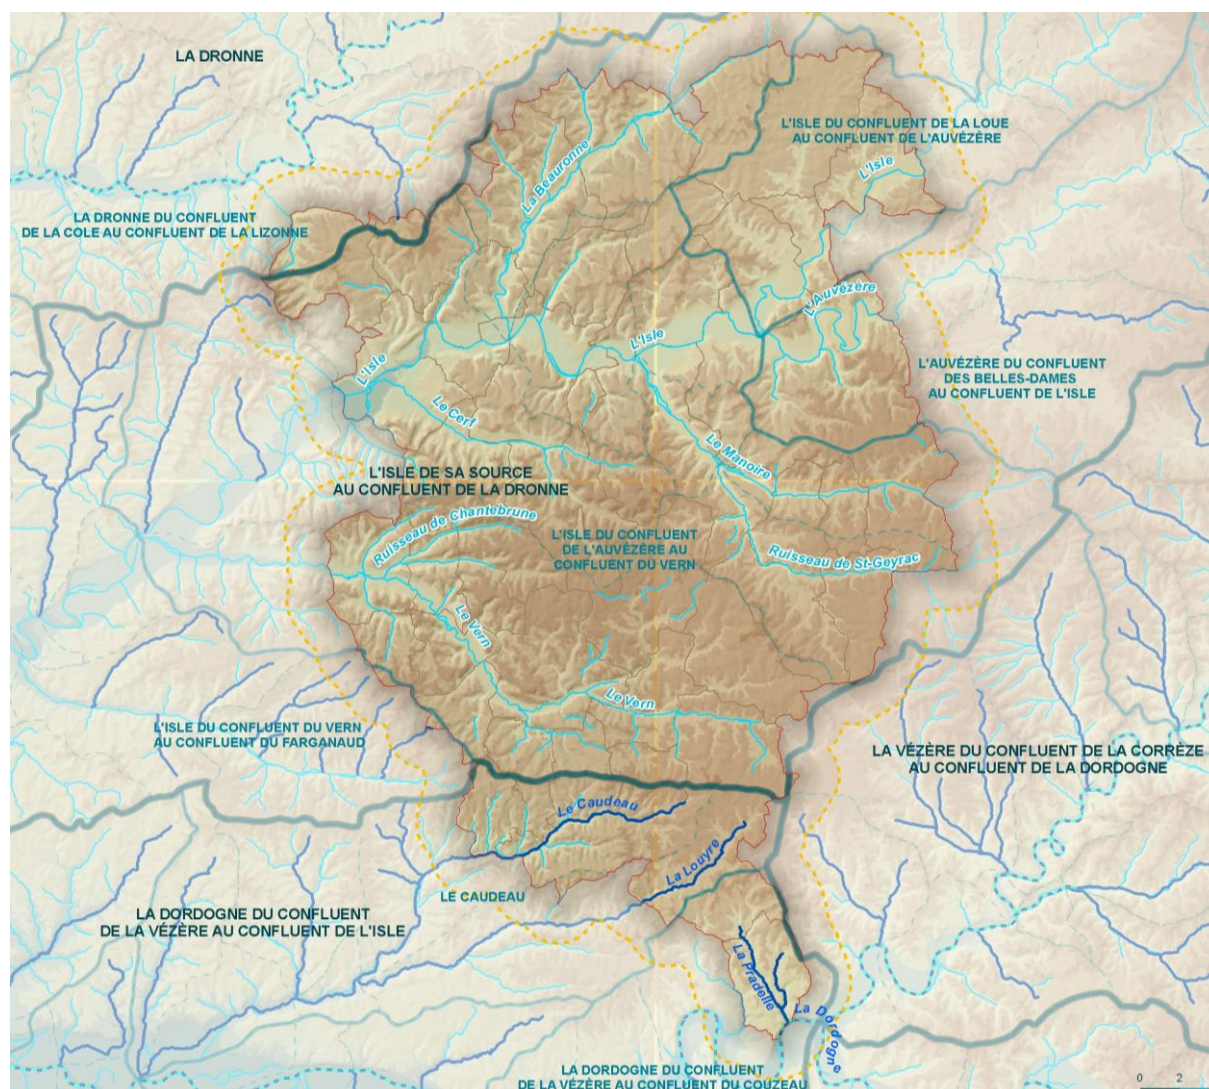 LA DRONNE
L'ISLE DU CONFLUENT DE LA LOUE
AU CONFLUENT DE L'AUVÉZÈRE
La Beauronne
L'Isle
LA DRONNE DU CONFLUENT
DE LA COLE AU CONFLUENT DE LA LIZONNE
L'Auvézère
L'Isle
L'Isle
L'AUVÉZÈRE DU CONFLUENT
DES BELLES-DAMES
AU CONFLUENT DE L'ISLE
Le Cerf
Le Manoire
L'ISLE DE SA SOURCE
AU CONFLUENT DE LA DRONNE
Ruisseau de Chantebrune
L'ISLE DU CONFLUENT
DE L'AUVÉZÈRE AU
CONFLUENT DU VERN
Ruisseau de St-Geyrac
Le Vern
Le Vern
L'ISLE DU CONFLUENT DU VERN
AU CONFLUENT DU FARGANAUD
LA VÉZÈRE DU CONFLUENT DE LA CORRÈZE
AU CONFLUENT DE LA DORDOGNE
Le Caudeau
La Louyre
LE CAUDEAU
LA DORDOGNE DU CONFLUENT
DE LA VÉZÈRE AU CONFLUENT DE L'ISLE
La Pradelle
La Dordogne
LA DORDOGNE DU CONFLUENT
DE LA VÉZÈRE AU CONFLUENT DU COUZEAU
0 2